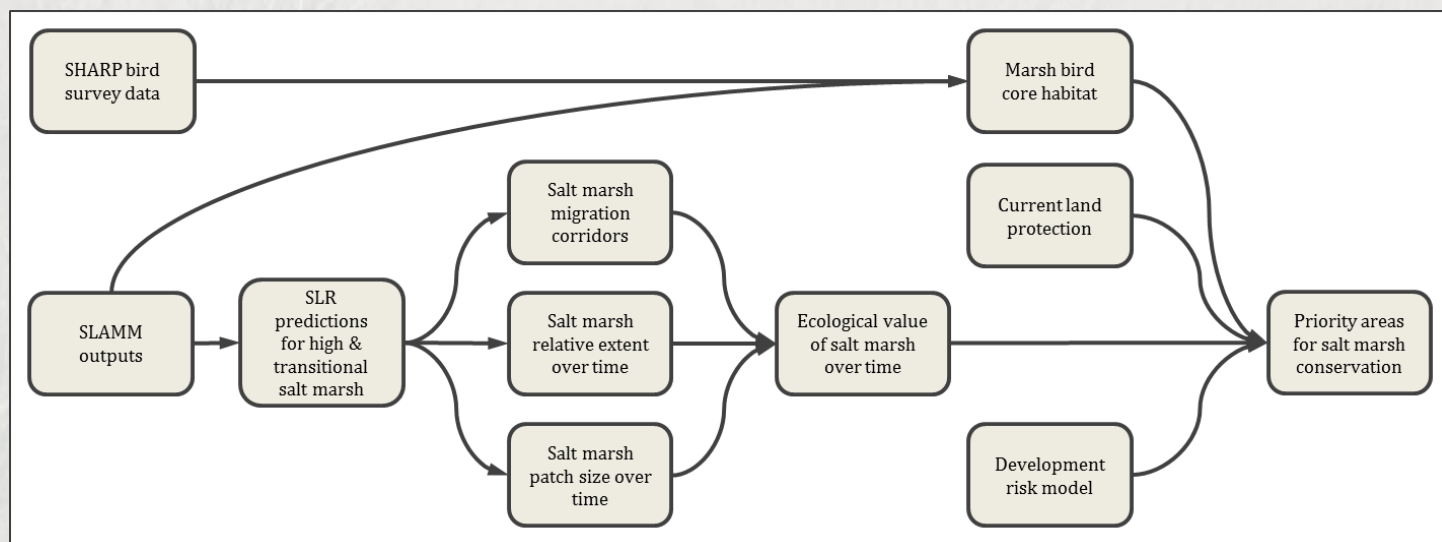 SHARP bird
survey data
Marsh bird
core habitat
Salt marsh
migration
corridors
Current land
protection
SLAMM
outputs
SLR
predictions
for high &
transitional
salt marsh
Salt marsh
relative extent
over time
Ecological value
of salt marsh
over time
Priority areas
for salt marsh
conservation
Salt marsh
patch size over
time
Development
risk model